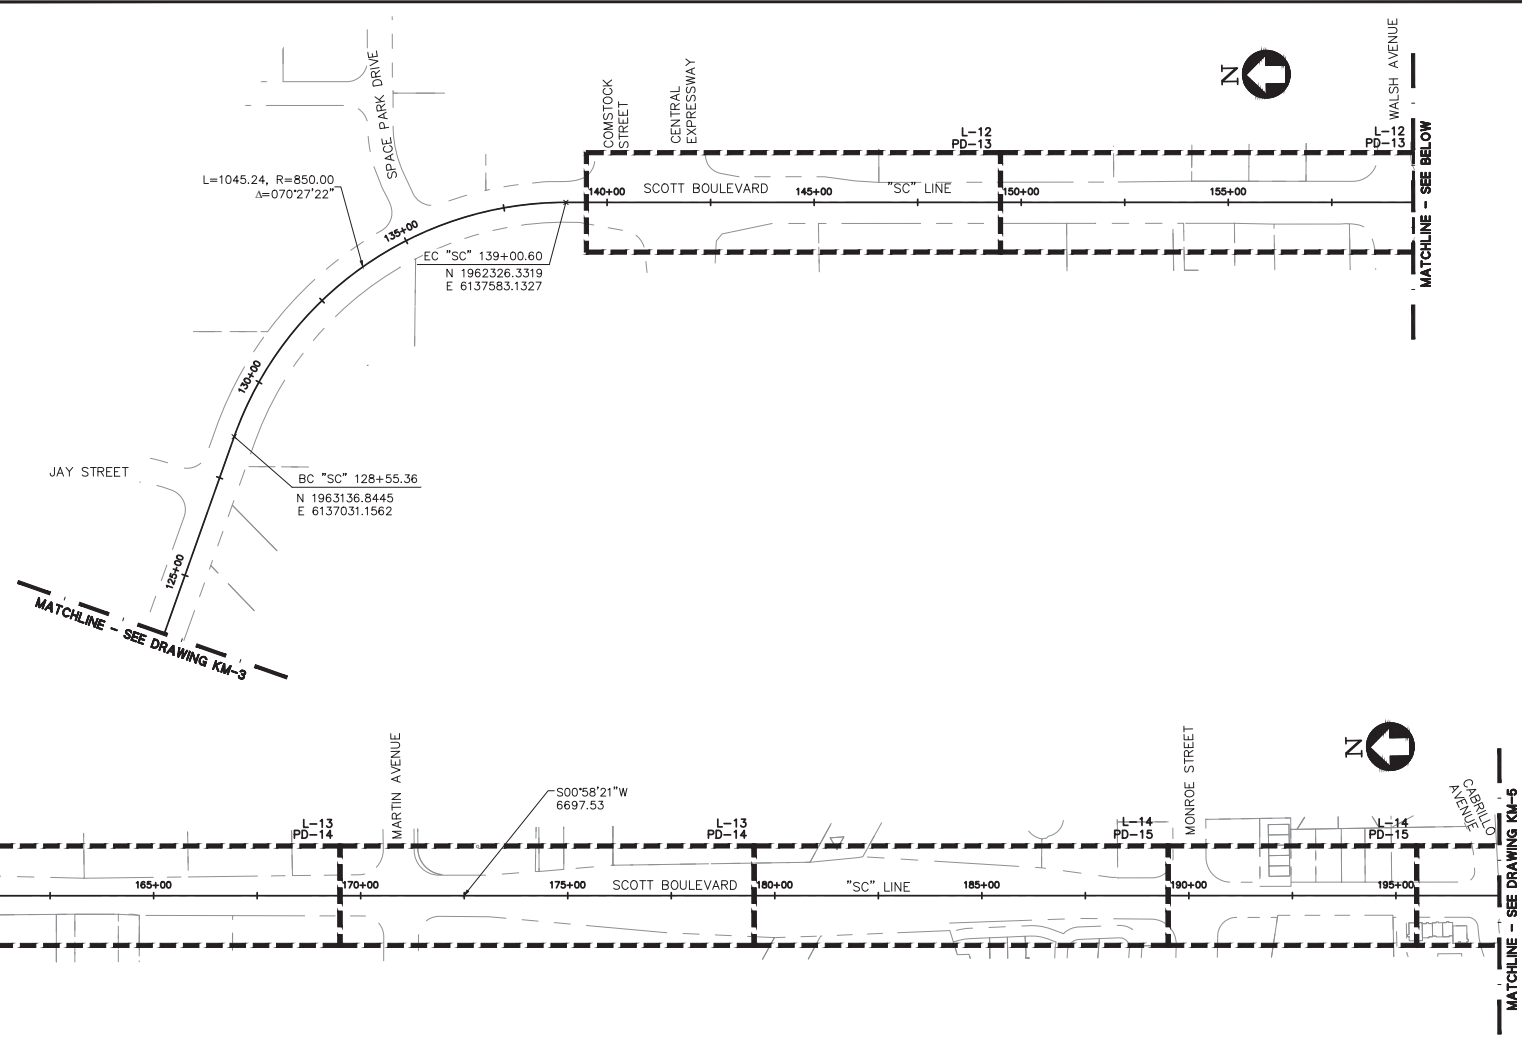 SPACE PARK DRIVE
COMSTOCK
STREET
CENTRAL
EXPRESSWAY
N
WALSH AVENUE
L-12
PD-13
L-12
PD-13
MATCHLINE - SEE BELOW
L=1045.24, R=850.00
Δ=070°27'22"
140+00
SCOTT BOULEVARD
145+00
"SC" LINE
150+00
155+00
135+00
EC "SC" 139+00.60
N 1962326.3319
E 6137583.1327
130+00
JAY STREET
BC "SC" 128+55.36
N 1963136.8445
E 6137031.1562
125+00
MATCHLINE - SEE DRAWING KM-3
MARTIN AVENUE
MONROE STREET
N
CABRILLO
AVENUE
S00°58'21"W
6697.53
L-13
PD-14
L-13
PD-14
L-14
PD-15
L-14
PD-15
165+00
170+00
175+00
SCOTT BOULEVARD
180+00
"SC" LINE
185+00
190+00
195+00
MATCHLINE - SEE DRAWING KM-5